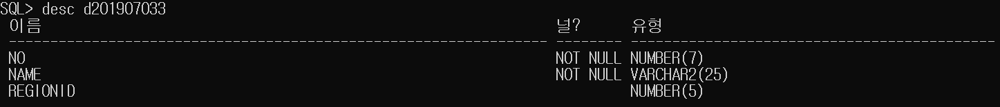 SQL> desc d201907033
이름 널? 유형
----------------------------------------------------------------- -------- --------------------------------------------
NO NOT NULL NUMBER(7)
NAME NOT NULL VARCHAR2(25)
REGIONID NUMBER(5)